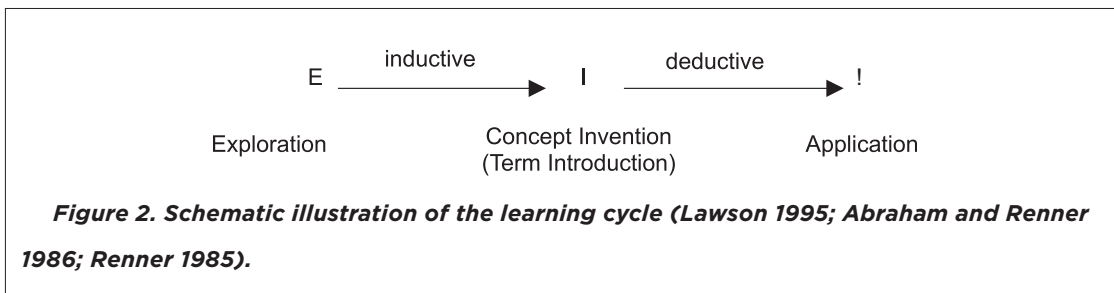 inductive deductive
E I !
Exploration Concept Invention Application
(Term Introduction)
Figure 2. Schematic illustration of the learning cycle (Lawson 1995; Abraham and Renner
1986; Renner 1985).